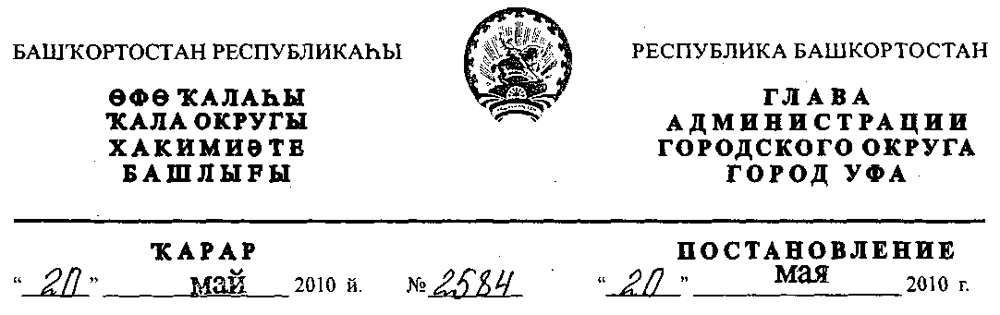 БАШҠОРТОСТАН РЕСПУБЛИКАҺЫ
ӨФӨ ҠАЛАҺЫ
ҠАЛА ОКРУГЫ
ХАКИМИӘТЕ
БАШЛЫҒЫ
РЕСПУБЛИКА БАШКОРТОСТАН
ГЛАВА
АДМИНИСТРАЦИИ
ГОРОДСКОГО ОКРУГА
ГОРОД УФА
ҠАРАР
ПОСТАНОВЛЕНИЕ
“ 20 ” май 2010 й. № 2584 “ 20 ” мая 2010 г.